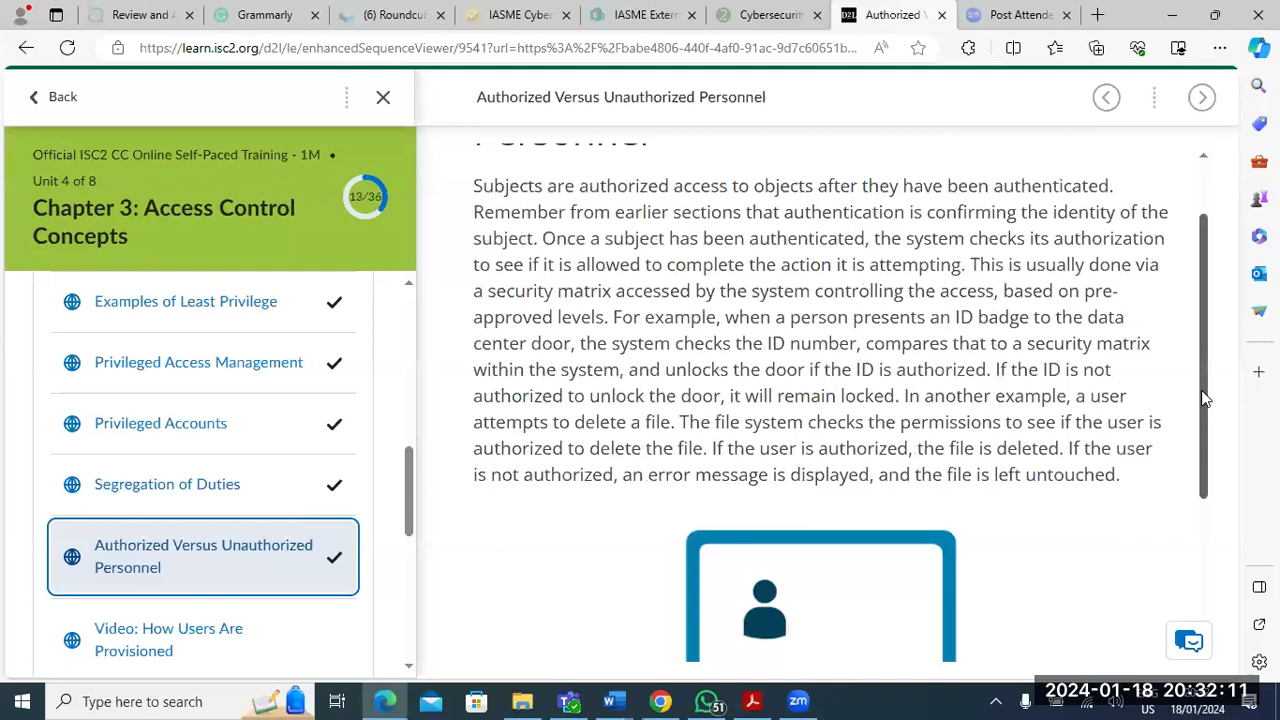 Review and A
Grammarly
(6) Roundcub
IASME Cyber
IASME Extern
Cybersecurity
D2L
Authorized V
Post Attende
https://learn.isc2.org/d2l/le/enhancedSequenceViewer/9541?url=https%3A%2F%2Fbabe4806-440f-4af0-91ac-9d7c60651b...
Back
Authorized Versus Unauthorized Personnel
Official ISC2 CC Online Self-Paced Training - 1M •
Unit 4 of 8
Chapter 3: Access Control
Concepts
13/36
Examples of Least Privilege
Privileged Access Management
Privileged Accounts
Segregation of Duties
Authorized Versus Unauthorized
Personnel
Video: How Users Are
Provisioned
Personnel
Subjects are authorized access to objects after they have been authenticated.
Remember from earlier sections that authentication is confirming the identity of the
subject. Once a subject has been authenticated, the system checks its authorization
to see if it is allowed to complete the action it is attempting. This is usually done via
a security matrix accessed by the system controlling the access, based on pre-
approved levels. For example, when a person presents an ID badge to the data
center door, the system checks the ID number, compares that to a security matrix
within the system, and unlocks the door if the ID is authorized. If the ID is not
authorized to unlock the door, it will remain locked. In another example, a user
attempts to delete a file. The file system checks the permissions to see if the user is
authorized to delete the file. If the user is authorized, the file is deleted. If the user
is not authorized, an error message is displayed, and the file is left untouched.
Type here to search
51
zm
2024-01-18 20:32:11
US
18/01/2024